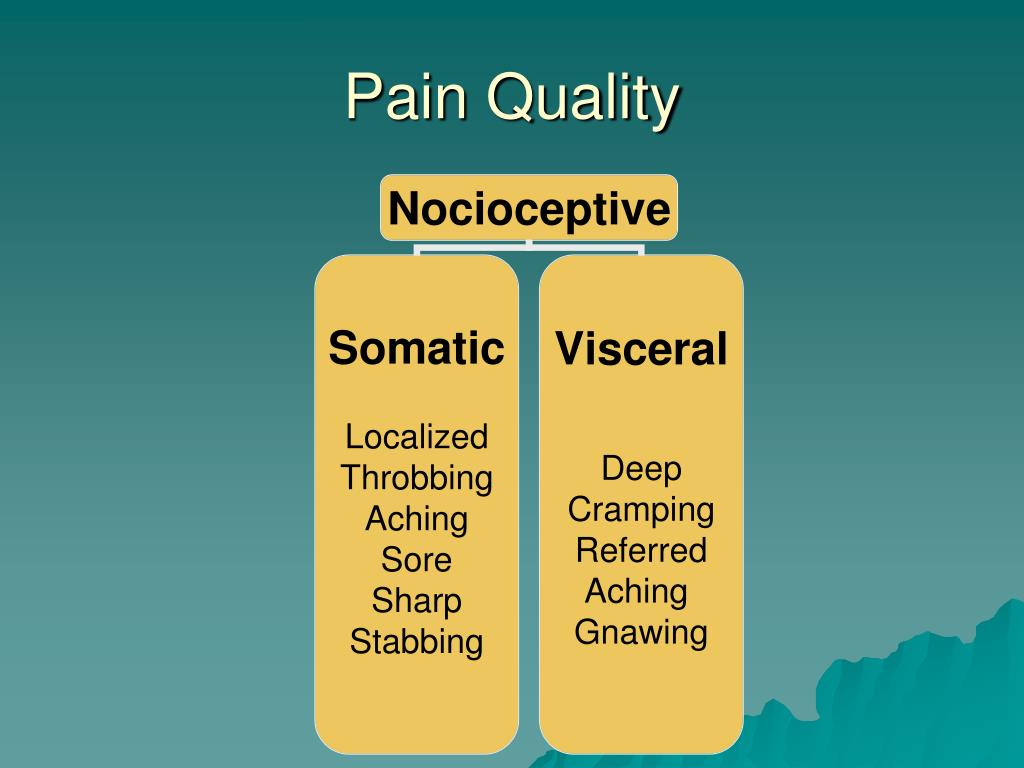 Pain Quality
Nocioceptive
Somatic
Localized
Throbbing
Aching
Sore
Sharp
Stabbing
Visceral
Deep
Cramping
Referred
Aching
Gnawing